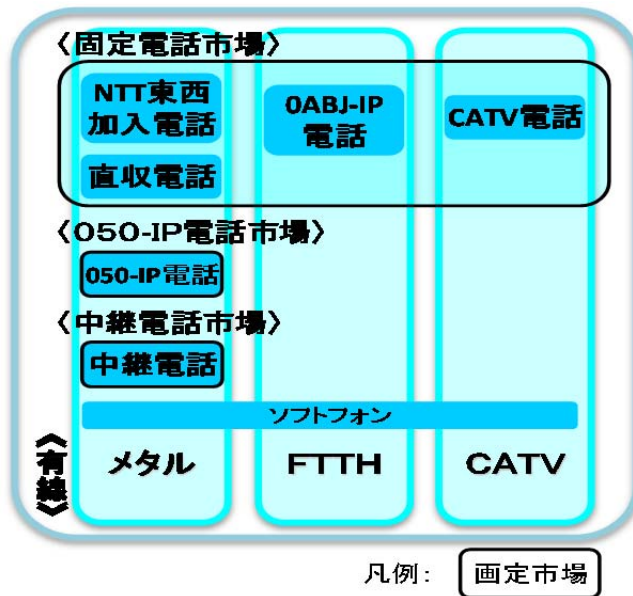 〈固定電話市場〉
NTT東西
加入電話
0ABJ-IP
電話
CATV電話
直収電話
〈050-IP電話市場〉
050-IP電話
〈中継電話市場〉
中継電話
ソフトフォン
《有線》
メタル
FTTH
CATV
凡例：
画定市場